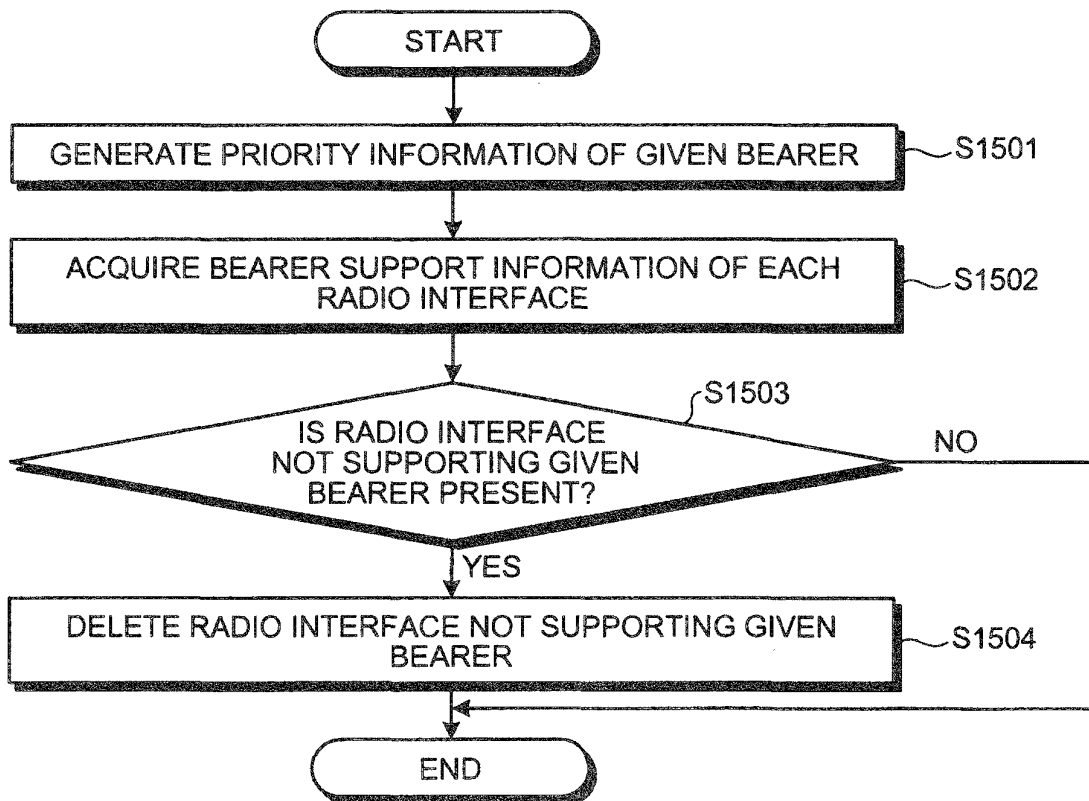 START
GENERATE PRIORITY INFORMATION OF GIVEN BEARER
S1501
ACQUIRE BEARER SUPPORT INFORMATION OF EACH
RADIO INTERFACE
S1502
S1503
IS RADIO INTERFACE
NOT SUPPORTING GIVEN
BEARER PRESENT?
NO
YES
DELETE RADIO INTERFACE NOT SUPPORTING GIVEN
BEARER
S1504
END